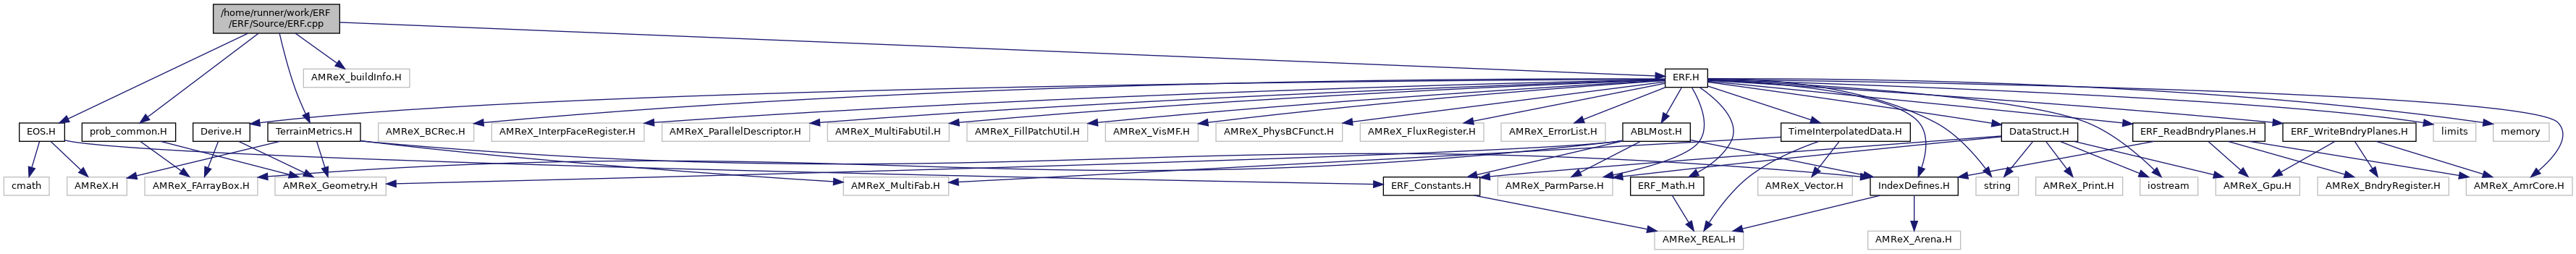 /home/runner/work/ERF
/ERF/Source/ERF.cpp
AMReX_buildInfo.H
ERF.H
EOS.H
prob_common.H
Derive.H
TerrainMetrics.H
AMReX_BCRec.H
AMReX_InterpFaceRegister.H
AMReX_ParallelDescriptor.H
AMReX_MultiFabUtil.H
AMReX_FillPatchUtil.H
AMReX_VisMF.H
AMReX_PhysBCFunct.H
AMReX_FluxRegister.H
AMReX_ErrorList.H
ABLMost.H
TimeInterpolatedData.H
DataStruct.H
ERF_ReadBndryPlanes.H
ERF_WriteBndryPlanes.H
limits
memory
cmath
AMReX.H
AMReX_FArrayBox.H
AMReX_Geometry.H
AMReX_MultiFab.H
ERF_Constants.H
AMReX_ParmParse.H
ERF_Math.H
AMReX_Vector.H
IndexDefines.H
string
AMReX_Print.H
iostream
AMReX_Gpu.H
AMReX_BndryRegister.H
AMReX_AmrCore.H
AMReX_REAL.H
AMReX_Arena.H